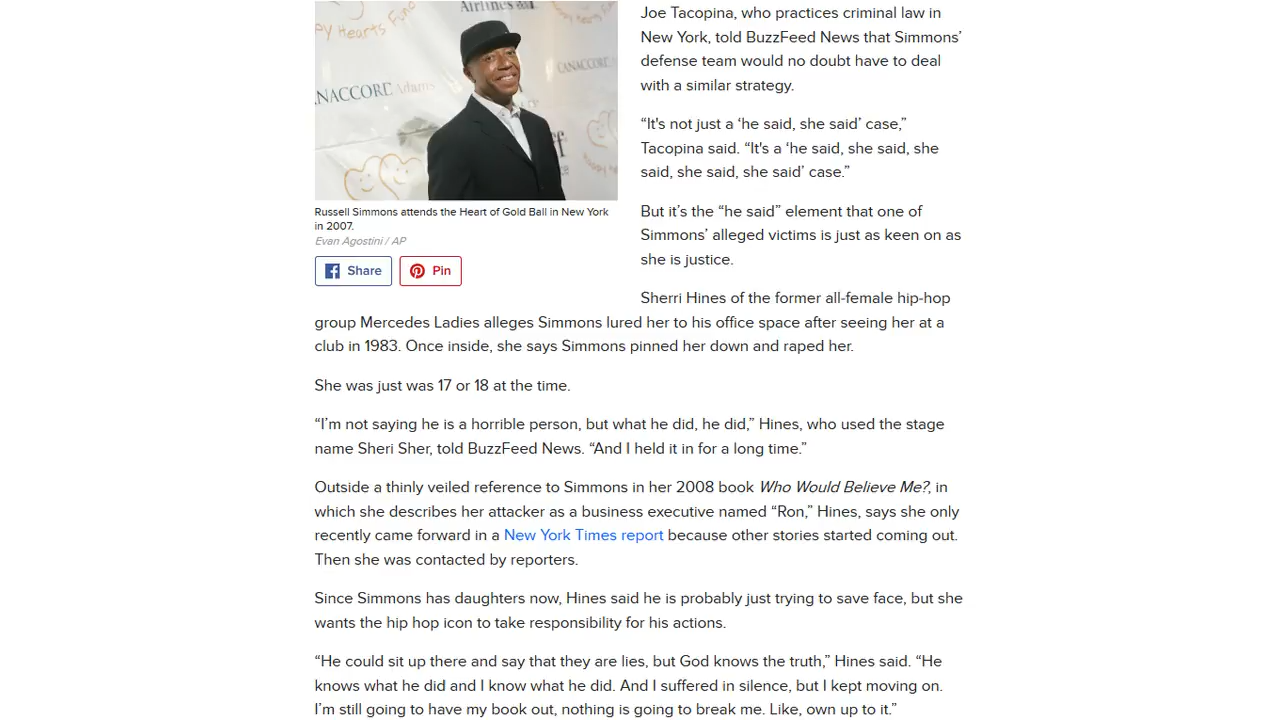 Airlines and
py Hearts Fund
CANACCORE
ANACCORE Adams
Russell Simmons attends the Heart of Gold Ball in New York
in 2007.
Evan Agostini / AP
Share
Pin
Joe Tacopina, who practices criminal law in
New York, told BuzzFeed News that Simmons’
defense team would no doubt have to deal
with a similar strategy.
“It's not just a ‘he said, she said’ case,”
Tacopina said. “It's a ‘he said, she said, she
said, she said, she said’ case.”
But it’s the “he said” element that one of
Simmons’ alleged victims is just as keen on as
she is justice.
Sherri Hines of the former all-female hip-hop
group Mercedes Ladies alleges Simmons lured her to his office space after seeing her at a
club in 1983. Once inside, she says Simmons pinned her down and raped her.
She was just was 17 or 18 at the time.
“I’m not saying he is a horrible person, but what he did, he did,” Hines, who used the stage
name Sheri Sher, told BuzzFeed News. “And I held it in for a long time.”
Outside a thinly veiled reference to Simmons in her 2008 book Who Would Believe Me?, in
which she describes her attacker as a business executive named “Ron,” Hines, says she only
recently came forward in a New York Times report because other stories started coming out.
Then she was contacted by reporters.
Since Simmons has daughters now, Hines said he is probably just trying to save face, but she
wants the hip hop icon to take responsibility for his actions.
“He could sit up there and say that they are lies, but God knows the truth,” Hines said. “He
knows what he did and I know what he did. And I suffered in silence, but I kept moving on.
I’m still going to have my book out, nothing is going to break me. Like, own up to it.”